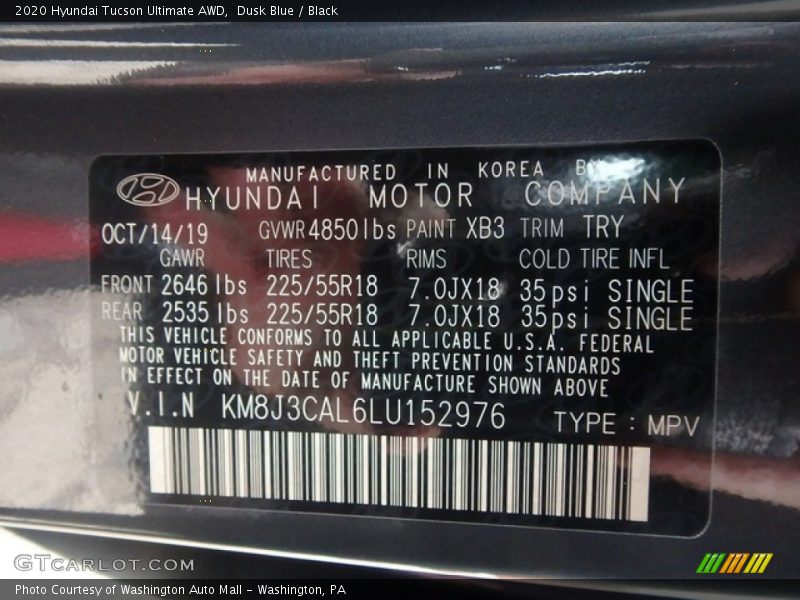 2020 Hyundai Tucson Ultimate AWD,  Dusk Blue / Black
MANUFACTURED IN KOREA BY
HYUNDAI MOTOR COMPANY
OCT/14/19 GVWR 4850 lbs PAINT XB3 TRIM TRY
GAWR TIRES RIMS COLD TIRE INFL
FRONT 2646 lbs 225/55R18 7.0JX18 35psi SINGLE
REAR 2535 lbs 225/55R18 7.0JX18 35psi SINGLE
THIS VEHICLE CONFORMS TO ALL APPLICABLE U.S.A. FEDERAL
MOTOR VEHICLE SAFETY AND THEFT PREVENTION STANDARDS
IN EFFECT ON THE DATE OF MANUFACTURE SHOWN ABOVE
V.I.N KM8J3CAL6LU152976 TYPE : MPV
GTCARLOT.COM
Photo Courtesy of Washington Auto Mall - Washington, PA